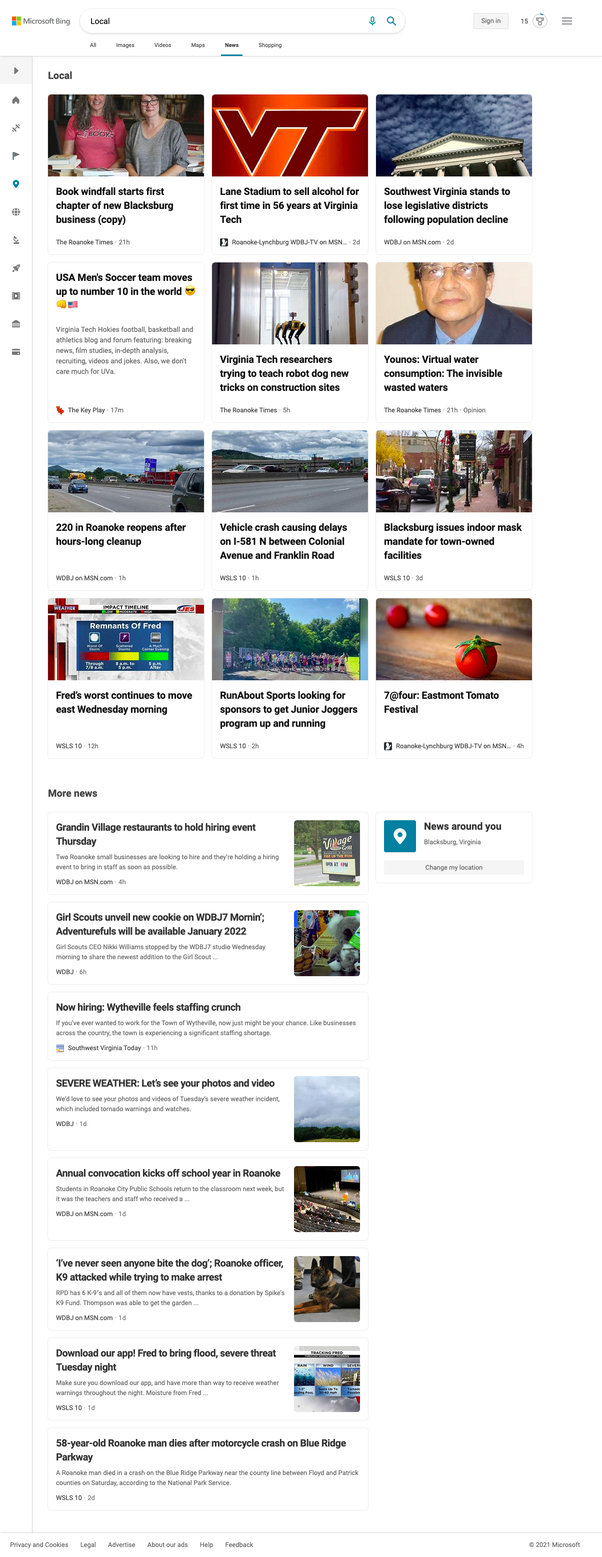 Microsoft Bing
Local
Sign in
15
All Images Videos Maps News Shopping
Local
Book windfall starts first
chapter of new Blacksburg
business (copy)
The Roanoke Times · 21h
Lane Stadium to sell alcohol for
first time in 56 years at Virginia
Tech
Roanoke-Lynchburg WDBJ-TV on MSN... · 2d
Southwest Virginia stands to
lose legislative districts
following population decline
WDBJ on MSN.com · 2d
USA Men's Soccer team moves
up to number 10 in the world 😎
👊🇺🇸
Virginia Tech Hokies football, basketball and
athletics blog and forum featuring: breaking
news, film studies, in-depth analysis,
recruiting, videos and jokes. Also, we don't
care much for UVa.
The Key Play · 17m
Virginia Tech researchers
trying to teach robot dog new
tricks on construction sites
The Roanoke Times · 5h
Younos: Virtual water
consumption: The invisible
wasted waters
The Roanoke Times · 21h · Opinion
220 in Roanoke reopens after
hours-long cleanup
WDBJ on MSN.com · 1h
Vehicle crash causing delays
on I-581 N between Colonial
Avenue and Franklin Road
WSLS 10 · 1h
Blacksburg issues indoor mask
mandate for town-owned
facilities
WSLS 10 · 3d
WEATHER
IMPACT TIMELINE
Remnants Of Fred
Through
7/8 a.m.
8 a.m. to
5 p.m.
5 p.m.
After
Fred's worst continues to move
east Wednesday morning
WSLS 10 · 12h
RunAbout Sports looking for
sponsors to get Junior Joggers
program up and running
WSLS 10 · 2h
7@four: Eastmont Tomato
Festival
Roanoke-Lynchburg WDBJ-TV on MSN... · 4h
More news
Grandin Village restaurants to hold hiring event
Thursday
Two Roanoke small businesses are looking to hire and they're holding a hiring
event to bring in staff as soon as possible.
WDBJ on MSN.com · 4h
Village
Grill
News around you
Blacksburg, Virginia
Change my location
Girl Scouts unveil new cookie on WDBJ7 Mornin';
Adventurefuls will be available January 2022
Girl Scouts CEO Nikki Williams stopped by the WDBJ7 studio Wednesday
morning to share the newest addition to the Girl Scout ...
WDBJ · 6h
Now hiring: Wytheville feels staffing crunch
If you've ever wanted to work for the Town of Wytheville, now just might be your chance. Like businesses
across the country, the town is experiencing a significant staffing shortage.
Southwest Virginia Today · 11h
SEVERE WEATHER: Let's see your photos and video
We'd love to see your photos and videos of Tuesday's severe weather incident,
which included tornado warnings and watches.
WDBJ · 1d
Annual convocation kicks off school year in Roanoke
Students in Roanoke City Public Schools return to the classroom next week, but
it was the teachers and staff who received a ...
WDBJ on MSN.com · 1d
'I've never seen anyone bite the dog'; Roanoke officer,
K9 attacked while trying to make arrest
RPD has 6 K-9's and all of them now have vests, thanks to a donation by Spike's
K9 Fund. Thompson was able to get the garden ...
WDBJ on MSN.com · 1d
Download our app! Fred to bring flood, severe threat
Tuesday night
Make sure you download our app, and have more than way to receive weather
warnings throughout the night. Moisture from Fred ...
WSLS 10 · 1d
TRACKING FRED
RAIN WIND
58-year-old Roanoke man dies after motorcycle crash on Blue Ridge
Parkway
A Roanoke man died in a crash on the Blue Ridge Parkway near the county line between Floyd and Patrick
counties on Saturday, according to the National Park Service.
WSLS 10 · 2d
Privacy and Cookies Legal Advertise About our ads Help Feedback
© 2021 Microsoft